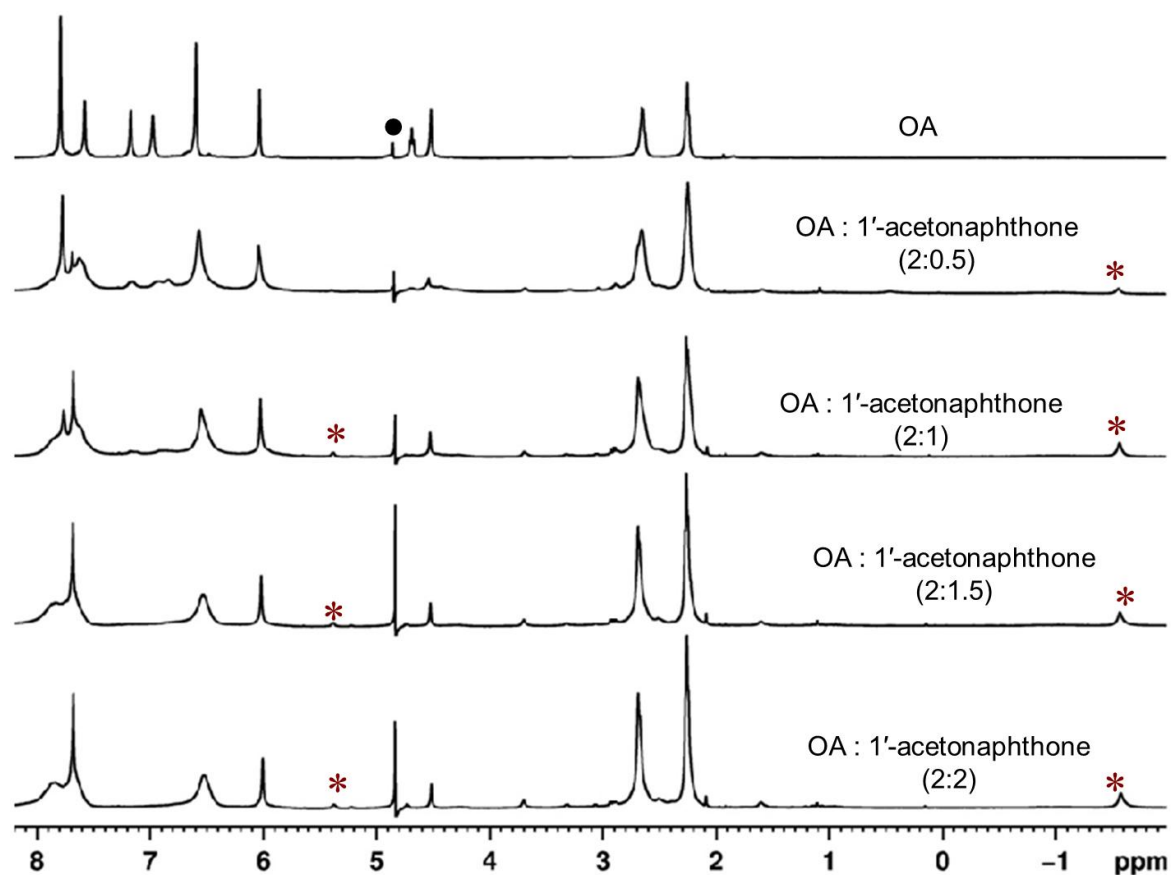 OA
OA : 1′-acetonaphthone
(2:0.5)
*
OA : 1′-acetonaphthone
(2:1)
*
*
OA : 1′-acetonaphthone
(2:1.5)
*
*
OA : 1′-acetonaphthone
(2:2)
*
*
8 7 6 5 4 3 2 1 0 −1 ppm